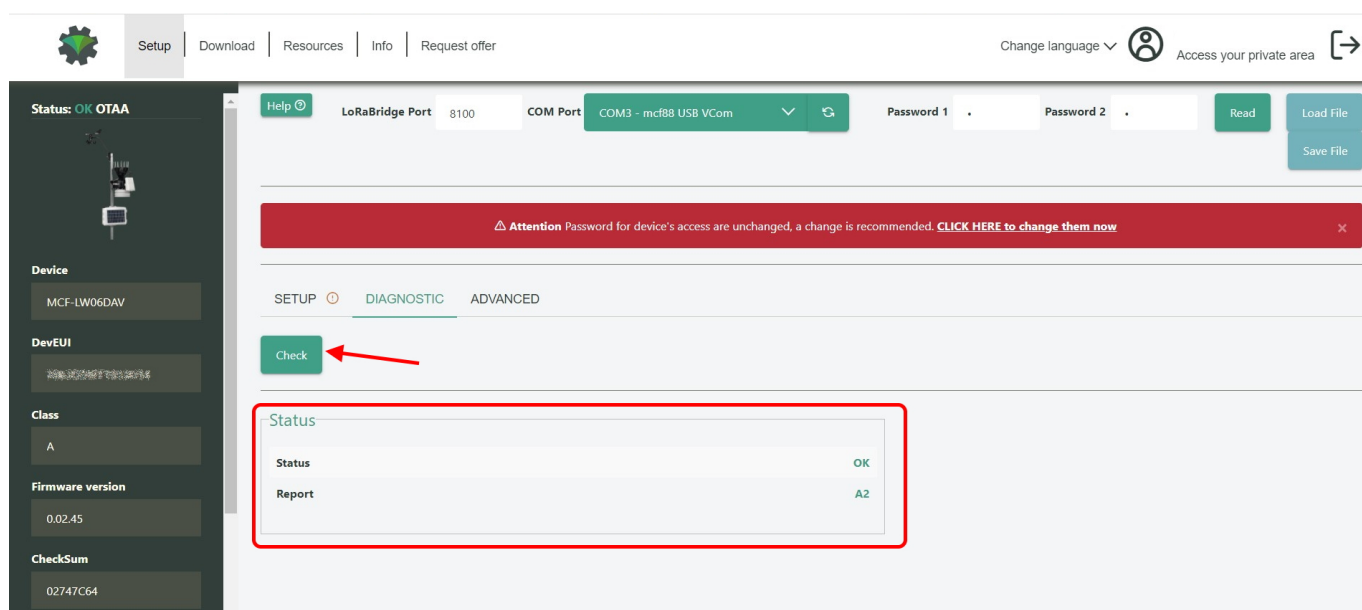 Setup
Download
Resources
Info
Request offer
Change language
Access your private area
Status: OK OTAA
Help
LoRaBridge Port
8100
COM Port
COM3 - mcf88 USB VCom
Password 1
Password 2
Read
Load File
Save File
Attention Password for device's access are unchanged, a change is recommended. CLICK HERE to change them now
Device
MCF-LW06DAV
SETUP
DIAGNOSTIC
ADVANCED
DevEUI
Check
Class
A
Status
Status OK
Report A2
Firmware version
0.02.45
CheckSum
02747C64